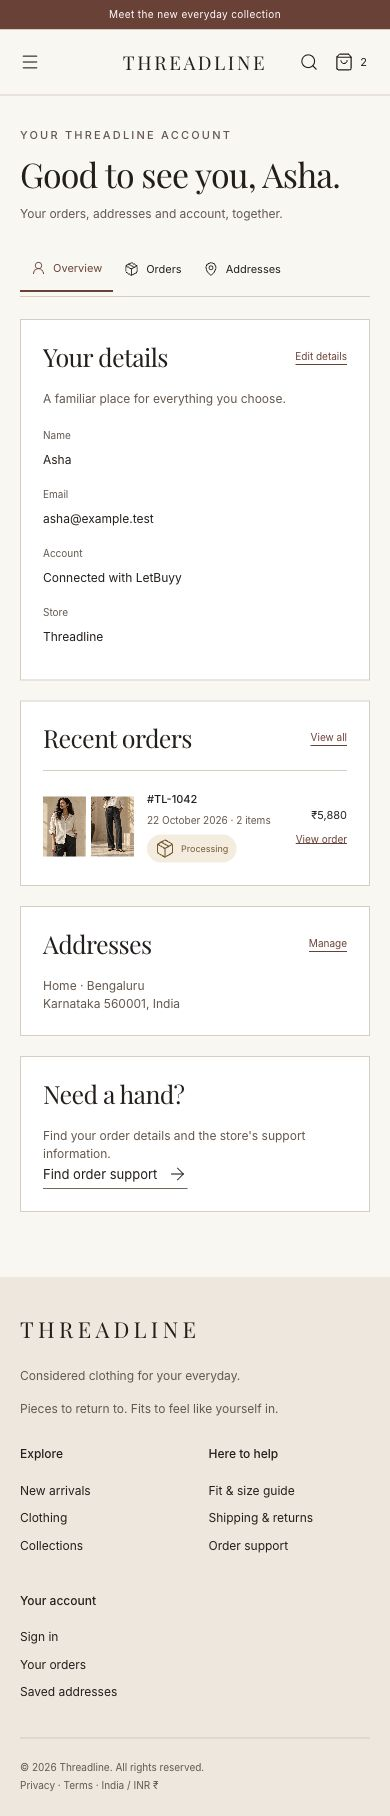 Meet the new everyday collection
THREADLINE
2
YOUR THREADLINE ACCOUNT
Good to see you, Asha.
Your orders, addresses and account, together.
Overview
Orders
Addresses
Your details
Edit details
A familiar place for everything you choose.
Name
Asha
Email
asha@example.test
Account
Connected with LetBuyy
Store
Threadline
Recent orders
View all
#TL-1042
22 October 2026 · 2 items
Processing
₹5,880
View order
Addresses
Manage
Home · Bengaluru
Karnataka 560001, India
Need a hand?
Find your order details and the store's support
information.
Find order support
THREADLINE
Considered clothing for your everyday.
Pieces to return to. Fits to feel like yourself in.
Explore
New arrivals
Clothing
Collections
Here to help
Fit & size guide
Shipping & returns
Order support
Your account
Sign in
Your orders
Saved addresses
© 2026 Threadline. All rights reserved.
Privacy · Terms · India / INR ₹